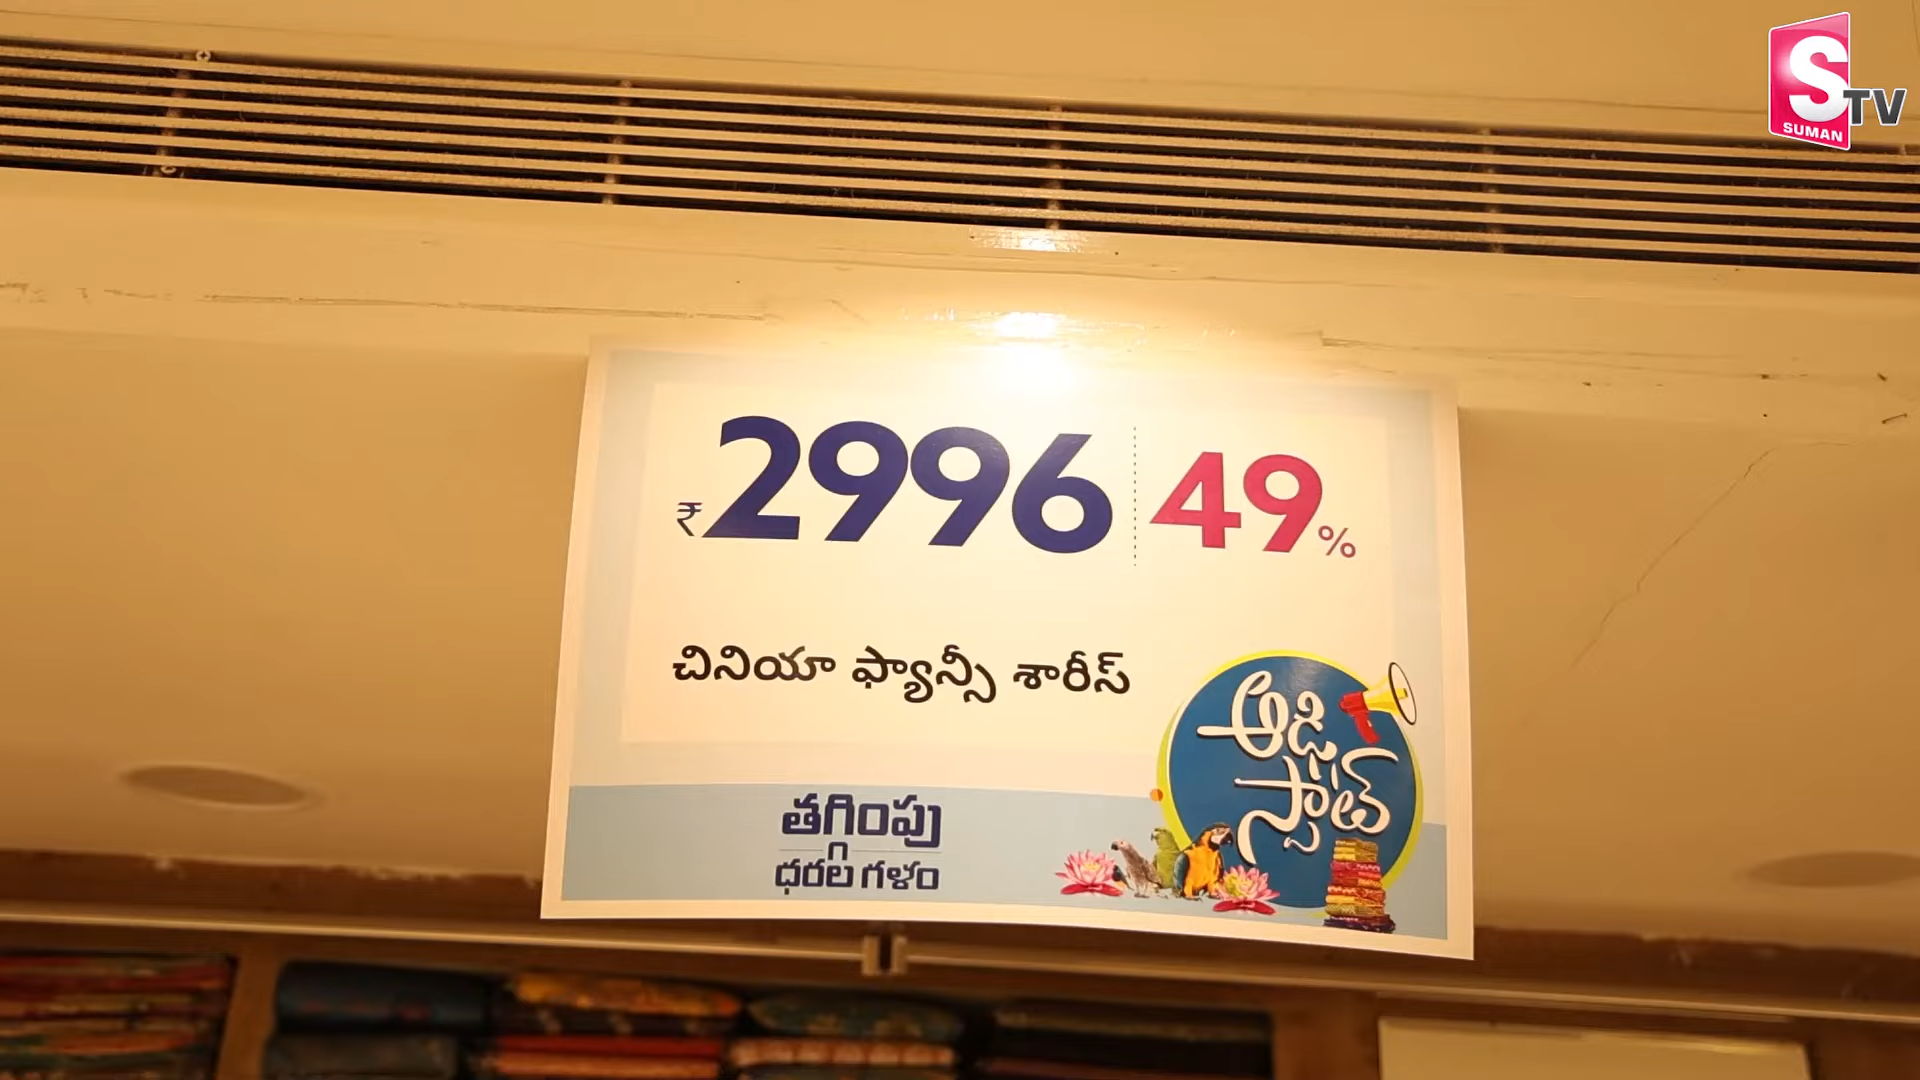 S TV
SUMAN
₹2996 49%
చినియా ఫ్యాన్సీ శారీస్
ఆడి
స్పాట్
తగ్గింపు
ధరల గళం